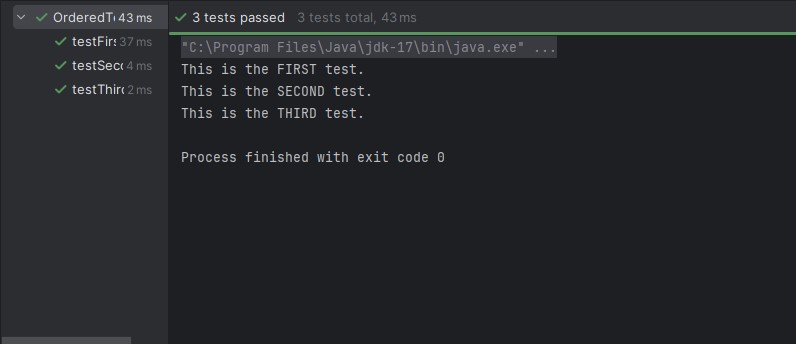 OrderedT 43 ms
testFirs 37 ms
testSec 4 ms
testThir 2 ms
3 tests passed 3 tests total, 43 ms
"C:\Program Files\Java\jdk-17\bin\java.exe" ...
This is the FIRST test.
This is the SECOND test.
This is the THIRD test.
Process finished with exit code 0